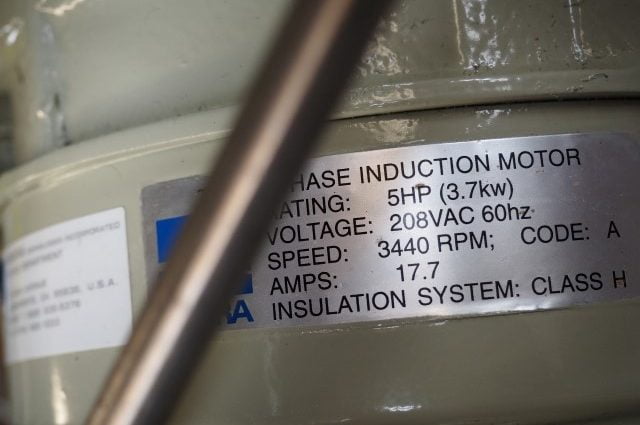 INCORPORATED
U.S.A.
HASE INDUCTION MOTOR
ATING: 5HP (3.7kw)
VOLTAGE: 208VAC 60hz
SPEED: 3440 RPM; CODE: A
AMPS: 17.7
INSULATION SYSTEM: CLASS H